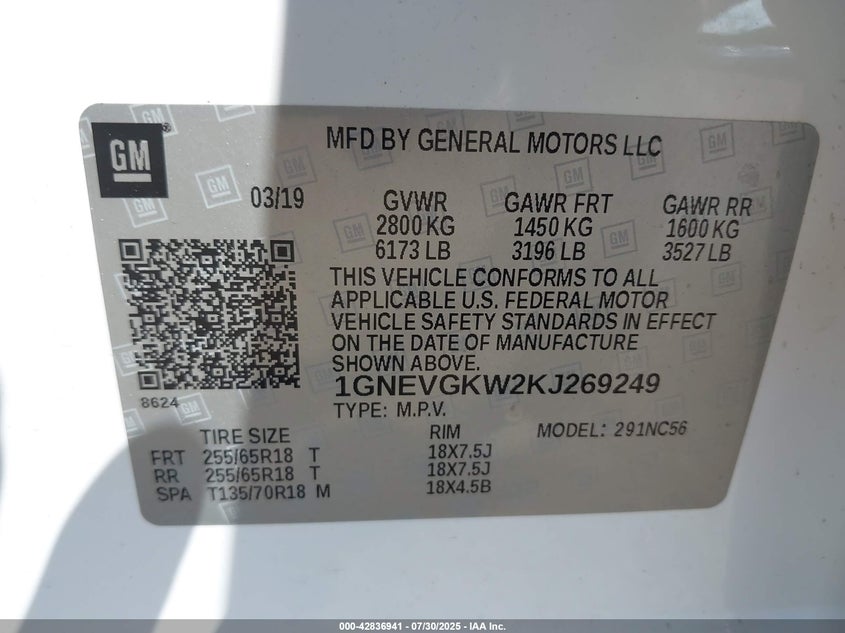 GM
MFD BY GENERAL MOTORS LLC
03/19 GVWR GAWR FRT GAWR RR
2800 KG 1450 KG 1600 KG
6173 LB 3196 LB 3527 LB
THIS VEHICLE CONFORMS TO ALL
APPLICABLE U.S. FEDERAL MOTOR
VEHICLE SAFETY STANDARDS IN EFFECT
ON THE DATE OF MANUFACTURE
SHOWN ABOVE.
1GNEVGKW2KJ269249
8624
TYPE: M.P.V.
TIRE SIZE RIM MODEL: 291NC56
FRT 255/65R18 T 18X7.5J
RR 255/65R18 T 18X7.5J
SPA T135/70R18 M 18X4.5B
000-42836941 - 07/30/2025 - IAA Inc.